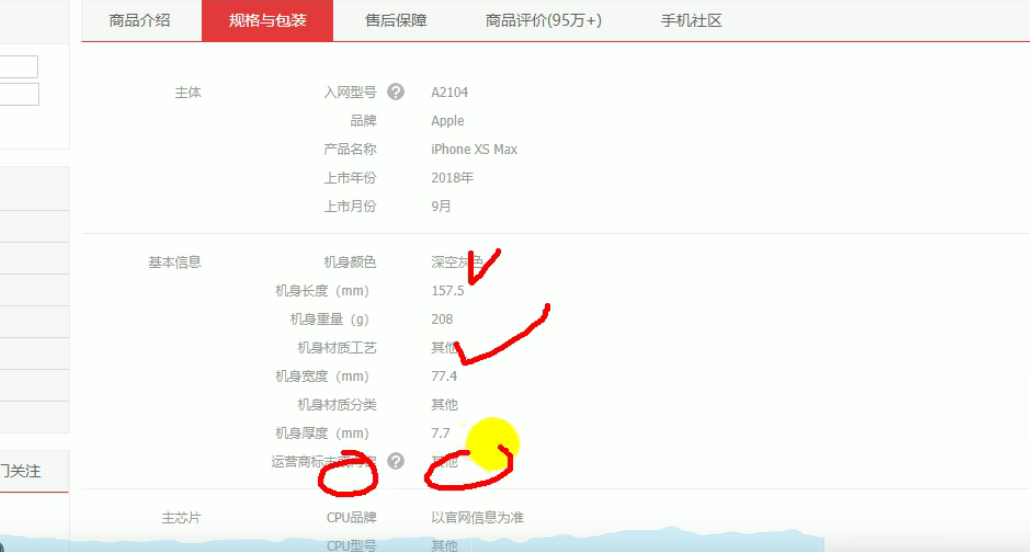 商品介绍 规格与包装 售后保障 商品评价(95万+) 手机社区
主体 入网型号 ? A2104
品牌 Apple
产品名称 iPhone XS Max
上市年份 2018年
上市月份 9月
基本信息 机身颜色 深空灰色
机身长度（mm） 157.5
机身重量（g） 208
机身材质工艺 其他
机身宽度（mm） 77.4
机身材质分类 其他
机身厚度（mm） 7.7
运营商标志或内容 ? 其他
门关注
主芯片 CPU品牌 以官网信息为准
CPU型号 其他